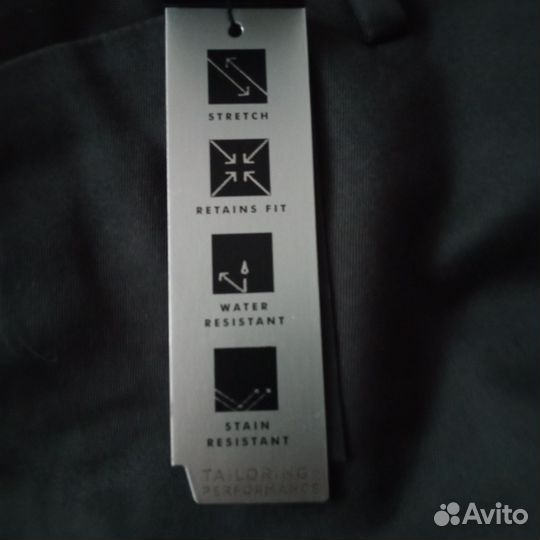 STRETCH
RETAINS FIT
WATER
RESISTANT
STAIN
RESISTANT
TAILORING
PERFORMANCE
Avito